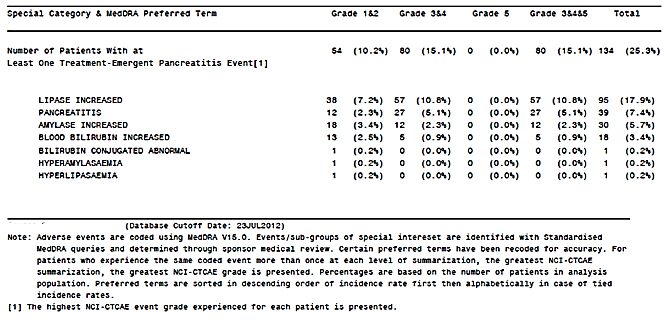 Special Category & MedDRA Preferred Term Grade 1&2 Grade 3&4 Grade 5 Grade 3&4&5 Total
Number of Patients With at 54 (10.2%) 80 (15.1%) 0 (0.0%) 80 (15.1%) 134 (25.3%)
Least One Treatment-Emergent Pancreatitis Event[1]
LIPASE INCREASED 38 (7.2%) 57 (10.8%) 0 (0.0%) 57 (10.8%) 95 (17.9%)
PANCREATITIS 12 (2.3%) 27 (5.1%) 0 (0.0%) 27 (5.1%) 39 (7.4%)
AMYLASE INCREASED 18 (3.4%) 12 (2.3%) 0 (0.0%) 12 (2.3%) 30 (5.7%)
BLOOD BILIRUBIN INCREASED 13 (2.5%) 5 (0.9%) 0 (0.0%) 5 (0.9%) 18 (3.4%)
BILIRUBIN CONJUGATED ABNORMAL 1 (0.2%) 0 (0.0%) 0 (0.0%) 0 (0.0%) 1 (0.2%)
HYPERAMYLASAEMIA 1 (0.2%) 0 (0.0%) 0 (0.0%) 0 (0.0%) 1 (0.2%)
HYPERLIPASAEMIA 1 (0.2%) 0 (0.0%) 0 (0.0%) 0 (0.0%) 1 (0.2%)
(Database Cutoff Date: 23JUL2012)
Note: Adverse events are coded using MedDRA V15.0. Events/sub-groups of special intereset are identified with Standardised
MedDRA queries and determined through sponsor medical review. Certain preferred terms have been recoded for accuracy. For
patients who experience the same coded event more than once at each level of summarization, the greatest NCI-CTCAE
summarization, the greatest NCI-CTCAE grade is presented. Percentages are based on the number of patients in analysis
population. Preferred terms are sorted in descending order of incidence rate first then alphabetically in case of tied
incidence rates.
[1] The highest NCI-CTCAE event grade experienced for each patient is presented.